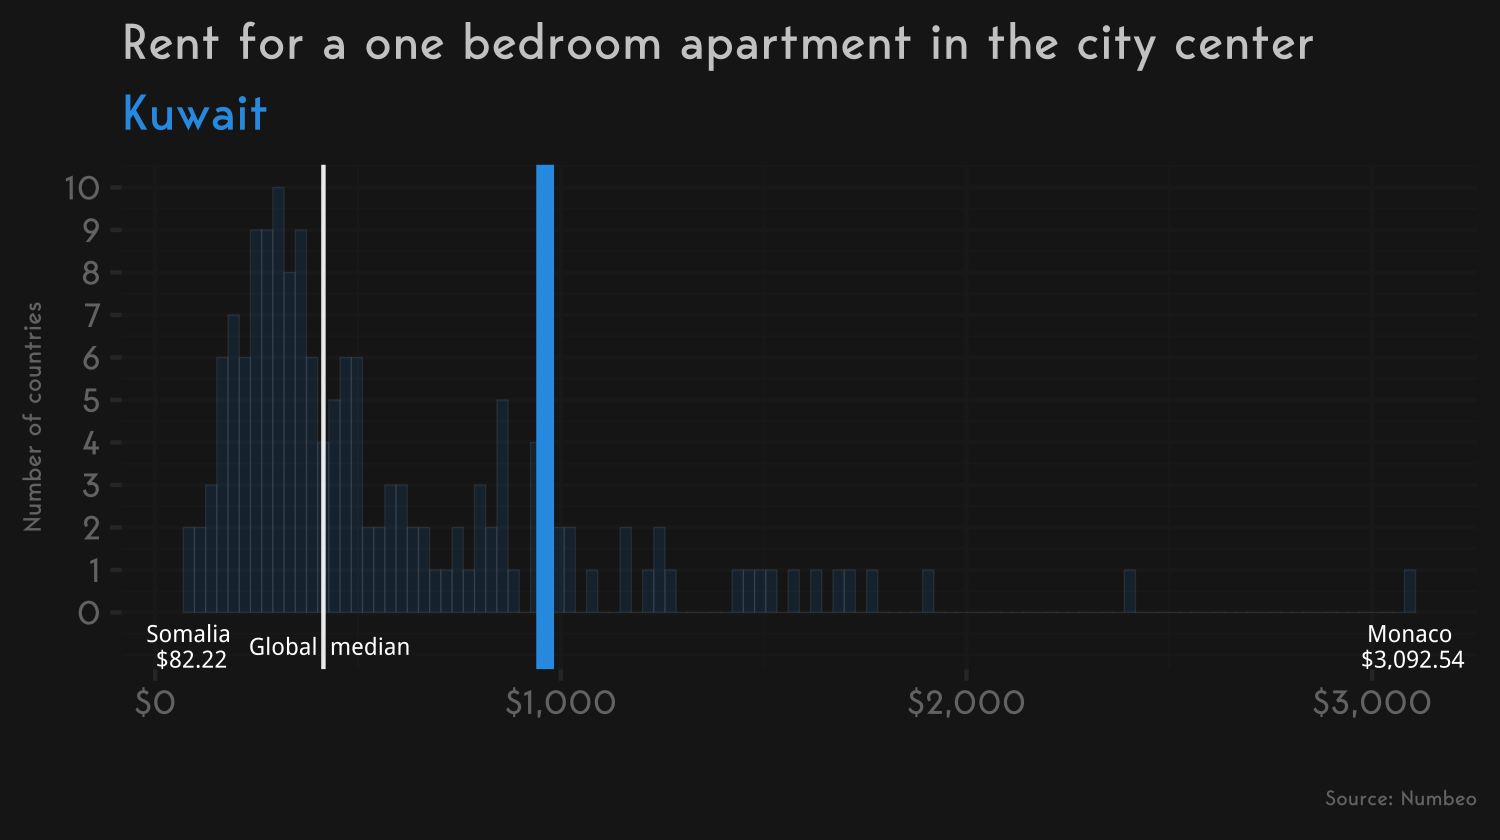 Rent for a one bedroom apartment in the city center
Kuwait
Number of countries
10
9
8
7
6
5
4
3
2
1
0
Somalia
$82.22
Global median
Monaco
$3,092.54
$0
$1,000
$2,000
$3,000
Source: Numbeo